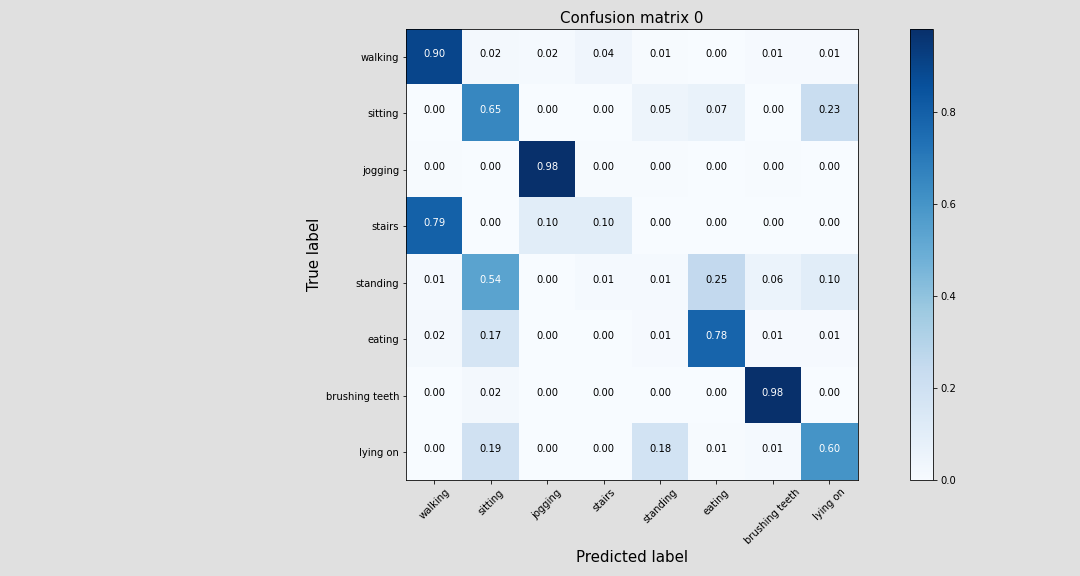 Confusion matrix 0
walking 0.90 0.02 0.02 0.04 0.01 0.00 0.01 0.01
sitting 0.00 0.65 0.00 0.00 0.05 0.07 0.00 0.23
jogging 0.00 0.00 0.98 0.00 0.00 0.00 0.00 0.00
stairs 0.79 0.00 0.10 0.10 0.00 0.00 0.00 0.00
standing 0.01 0.54 0.00 0.01 0.01 0.25 0.06 0.10
eating 0.02 0.17 0.00 0.00 0.01 0.78 0.01 0.01
brushing teeth 0.00 0.02 0.00 0.00 0.00 0.00 0.98 0.00
lying on 0.00 0.19 0.00 0.00 0.18 0.01 0.01 0.60
True label
walking sitting jogging stairs standing eating brushing teeth lying on
Predicted label
0.8
0.6
0.4
0.2
0.0